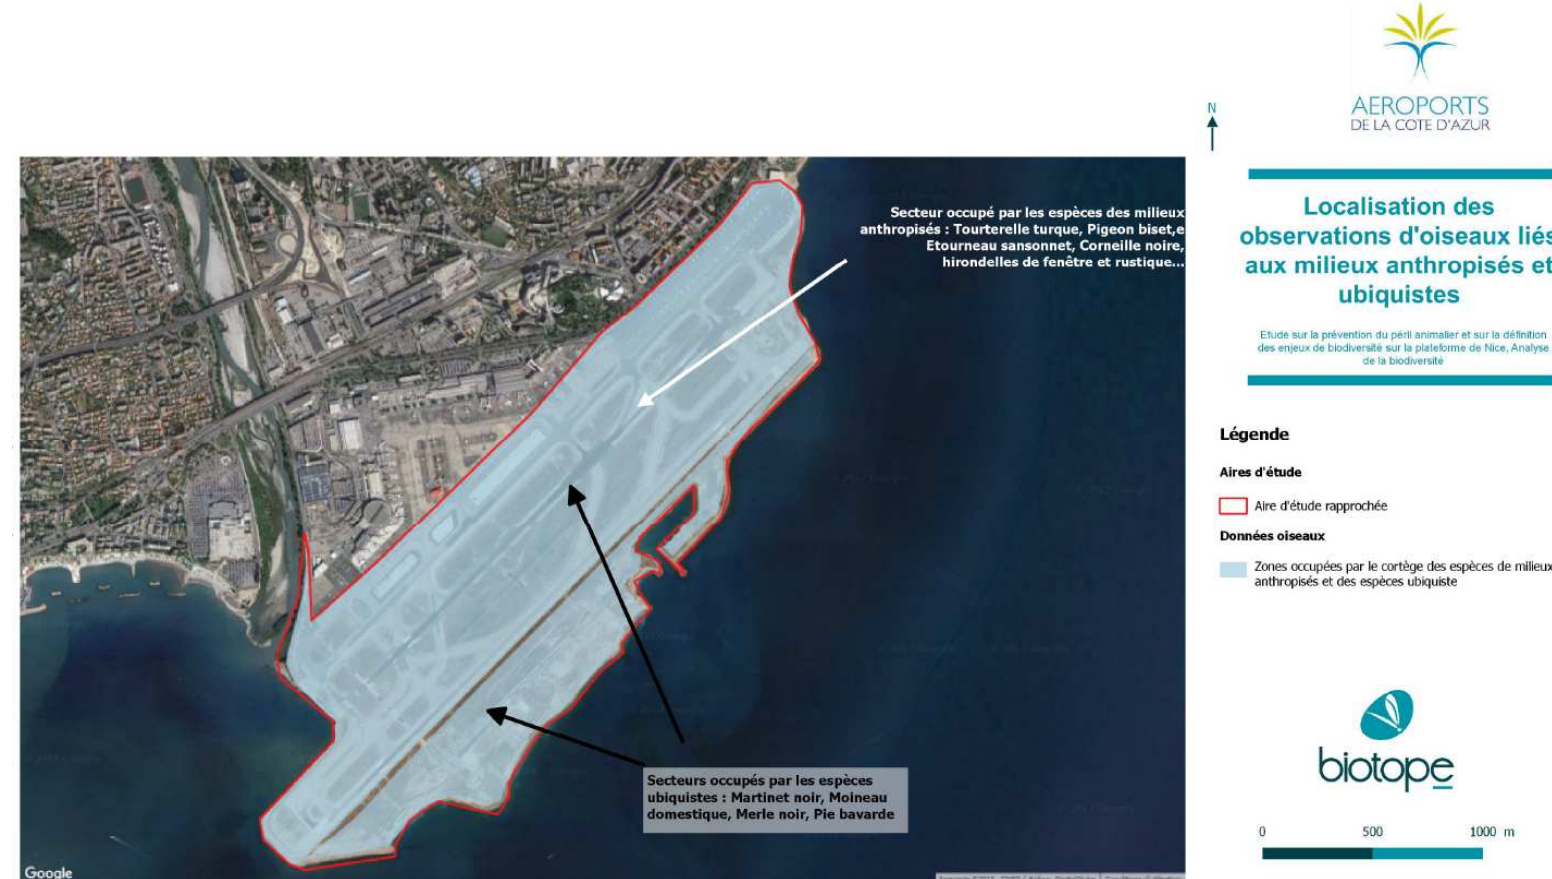 AEROPORTS
DE LA COTE D'AZUR
N
Localisation des
observations d'oiseaux liés
aux milieux anthropisés et
ubiquistes
Etude sur la prévention du péril animalier et sur la définition
des enjeux de biodiversité sur la plateforme de Nice, Analyse
de la biodiversité
Secteur occupé par les espèces des milieux
anthropisés : Tourterelle turque, Pigeon biset,e
Etourneau sansonnet, Corneille noire,
hirondelles de fenêtre et rustique...
Légende
Aires d'étude
Aire d'étude rapprochée
Données oiseaux
Zones occupées par le cortège des espèces de milieux
anthropisés et des espèces ubiquiste
Secteurs occupés par les espèces
ubiquistes : Martinet noir, Moineau
domestique, Merle noir, Pie bavarde
biotope
0 500 1000 m
Google